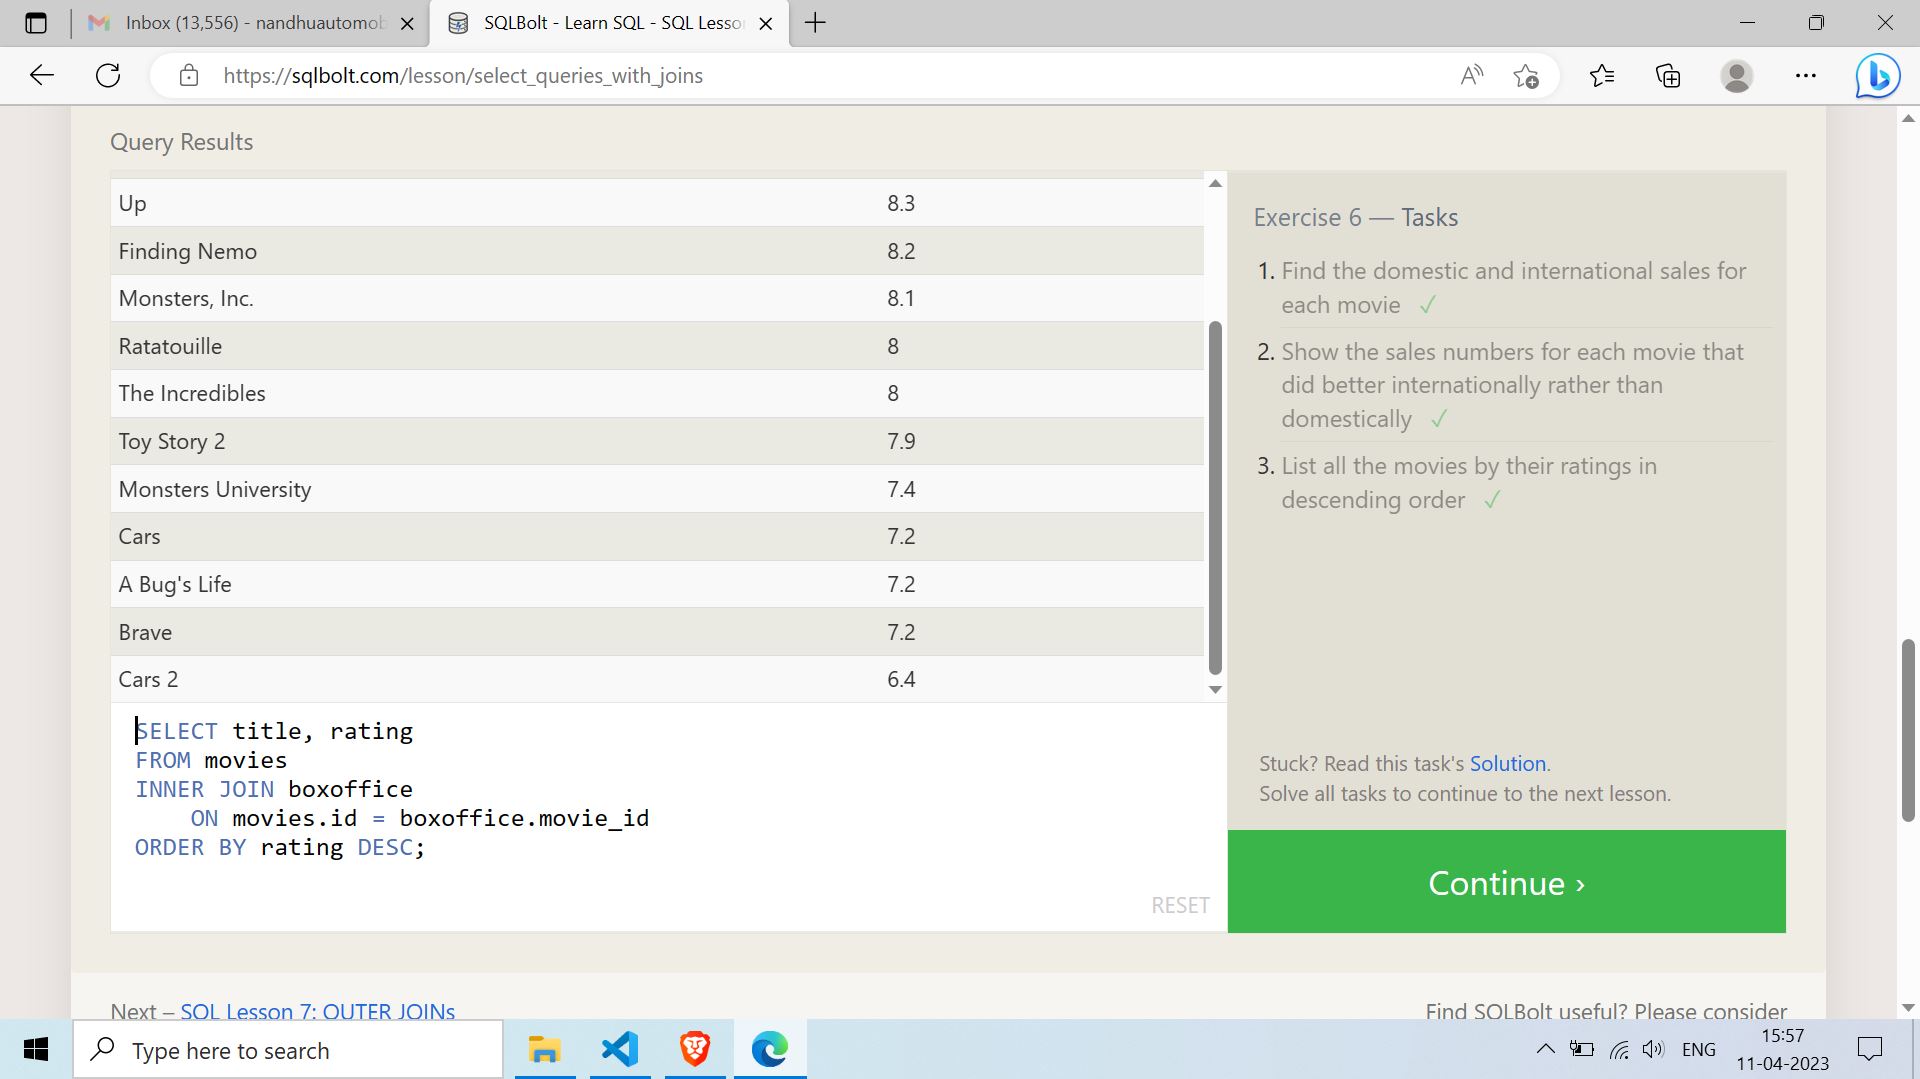 Inbox (13,556) - nandhuautomob
SQLBolt - Learn SQL - SQL Lesso
https://sqlbolt.com/lesson/select_queries_with_joins
Query Results
Up 8.3
Finding Nemo 8.2
Monsters, Inc. 8.1
Ratatouille 8
The Incredibles 8
Toy Story 2 7.9
Monsters University 7.4
Cars 7.2
A Bug's Life 7.2
Brave 7.2
Cars 2 6.4
SELECT title, rating
FROM movies
INNER JOIN boxoffice
    ON movies.id = boxoffice.movie_id
ORDER BY rating DESC;
RESET
Exercise 6 — Tasks
1. Find the domestic and international sales for
each movie ✓
2. Show the sales numbers for each movie that
did better internationally rather than
domestically ✓
3. List all the movies by their ratings in
descending order ✓
Stuck? Read this task's Solution.
Solve all tasks to continue to the next lesson.
Continue ›
Next – SQL Lesson 7: OUTER JOINs
Find SQLBolt useful? Please consider
Type here to search
ENG
15:57
11-04-2023